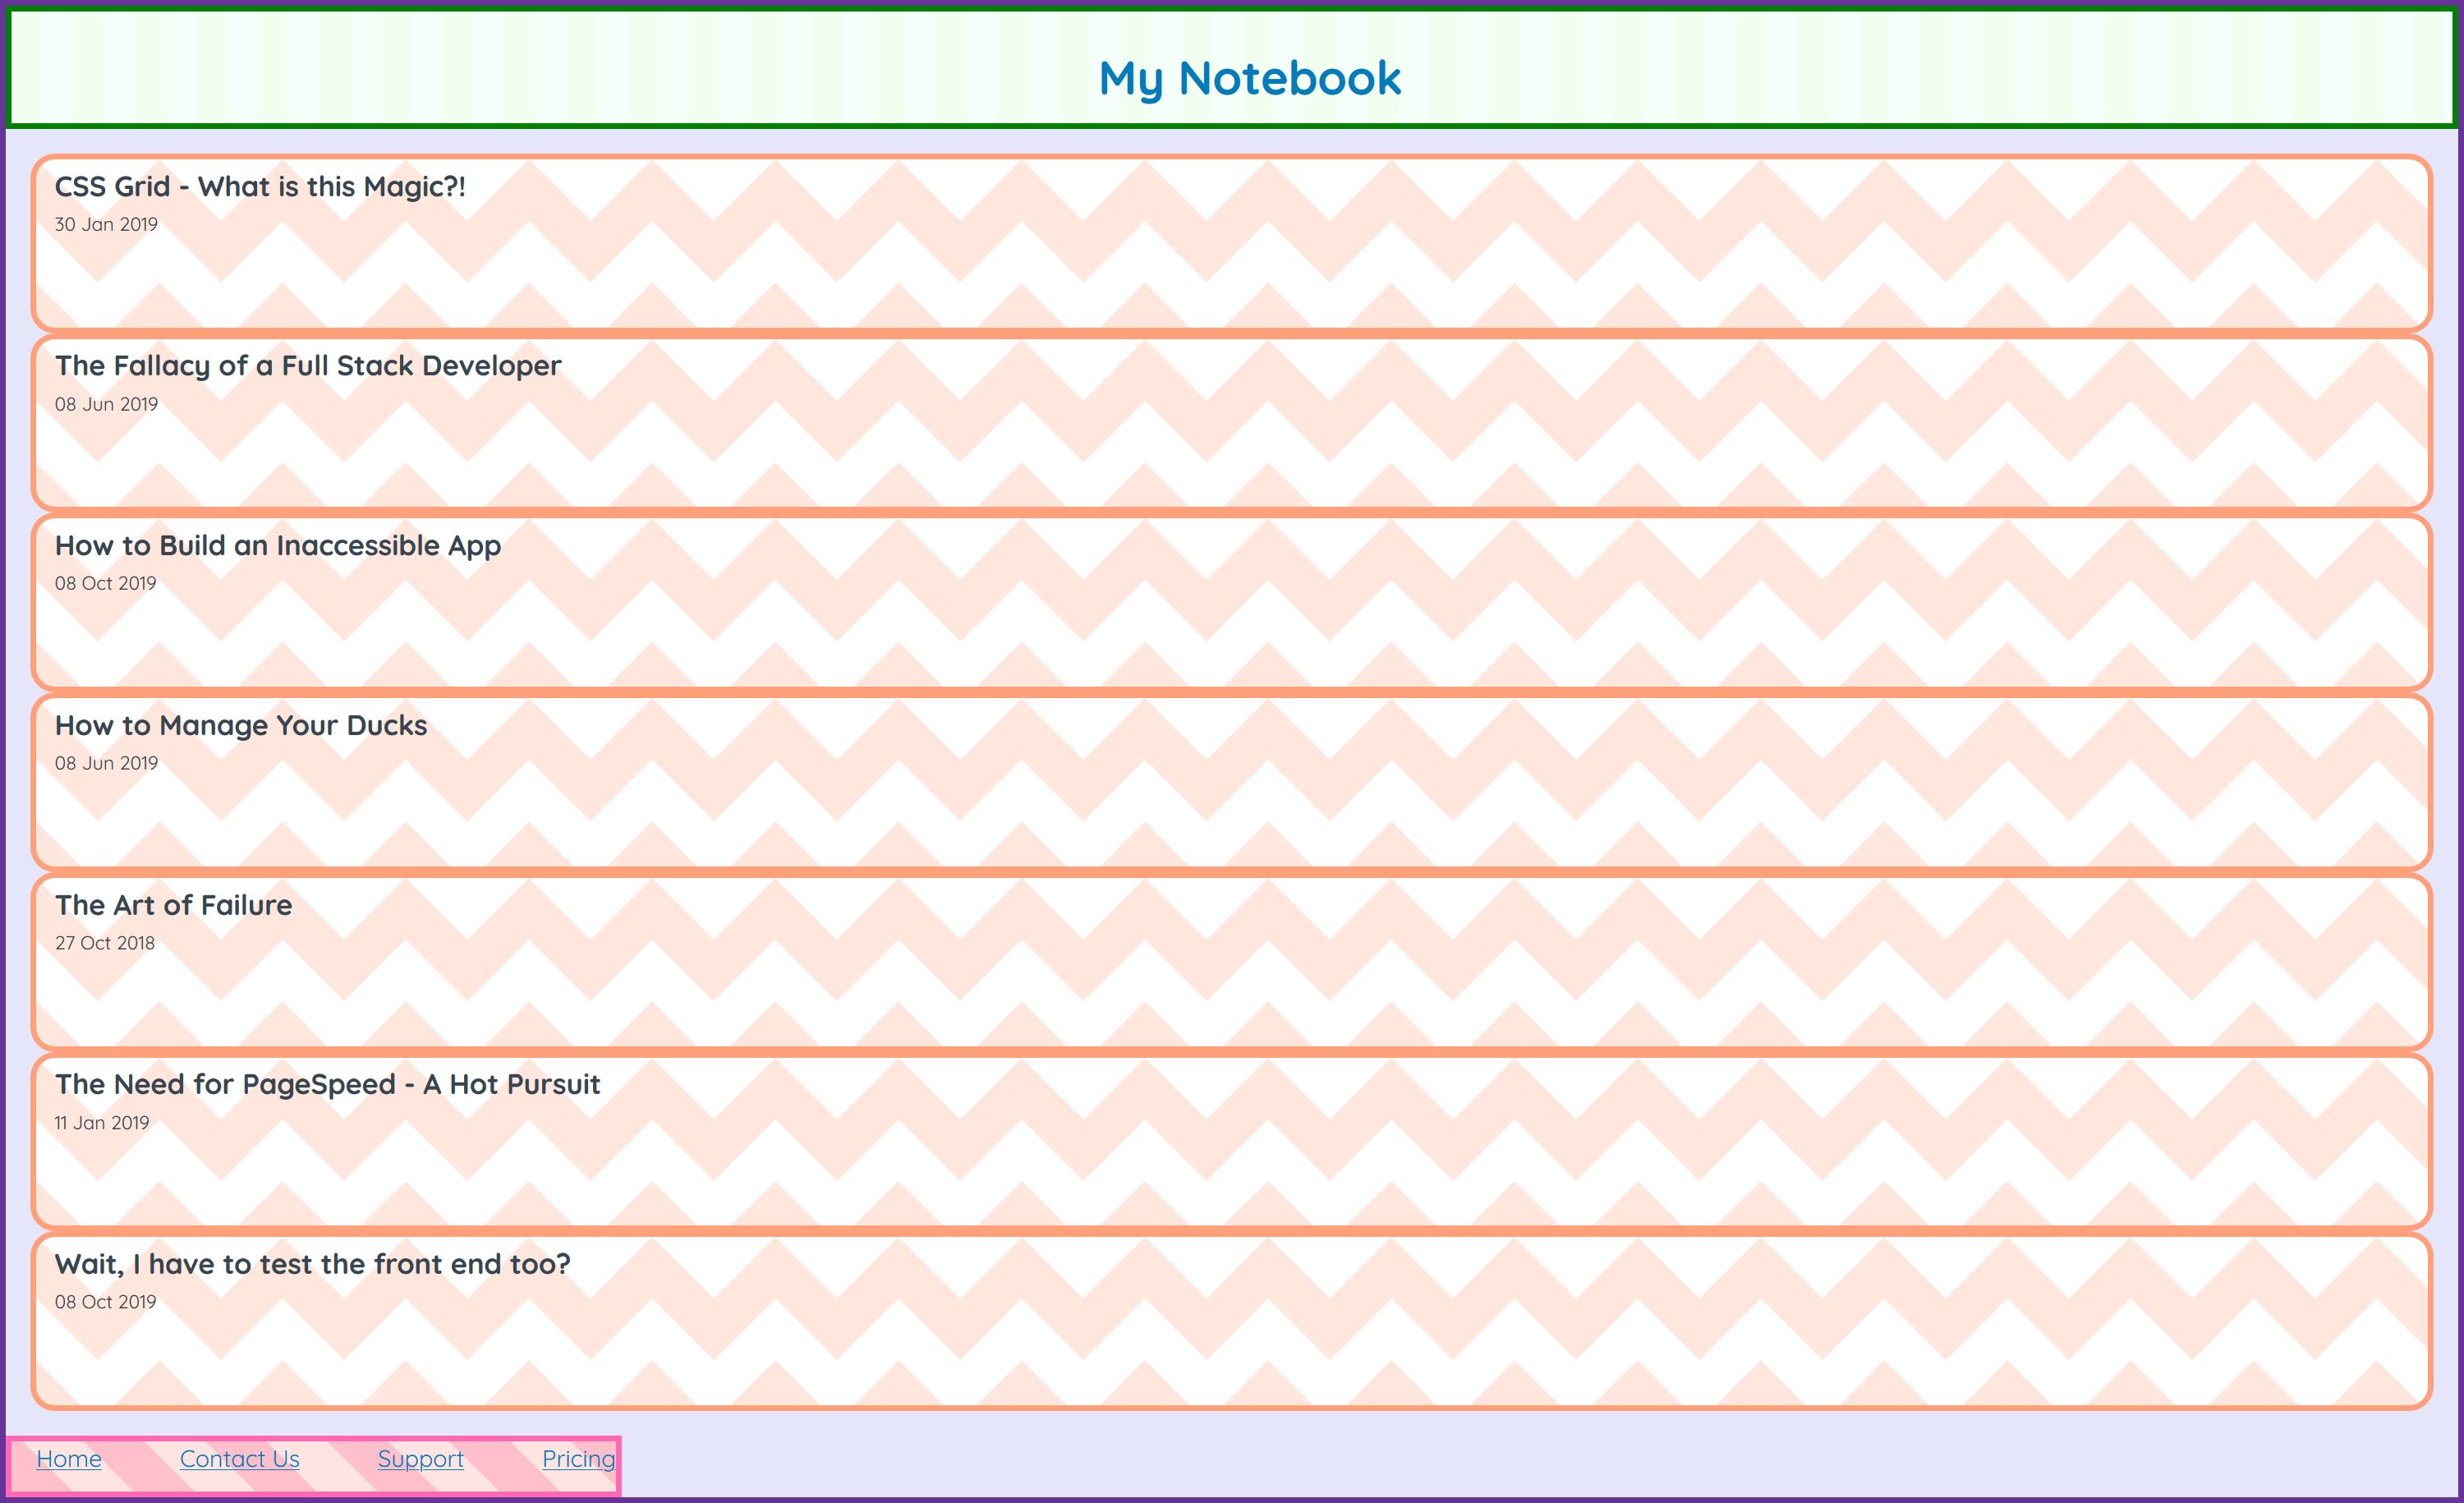 My Notebook
CSS Grid - What is this Magic?!
30 Jan 2019
The Fallacy of a Full Stack Developer
08 Jun 2019
How to Build an Inaccessible App
08 Oct 2019
How to Manage Your Ducks
08 Jun 2019
The Art of Failure
27 Oct 2018
The Need for PageSpeed - A Hot Pursuit
11 Jan 2019
Wait, I have to test the front end too?
08 Oct 2019
Home Contact Us Support Pricing